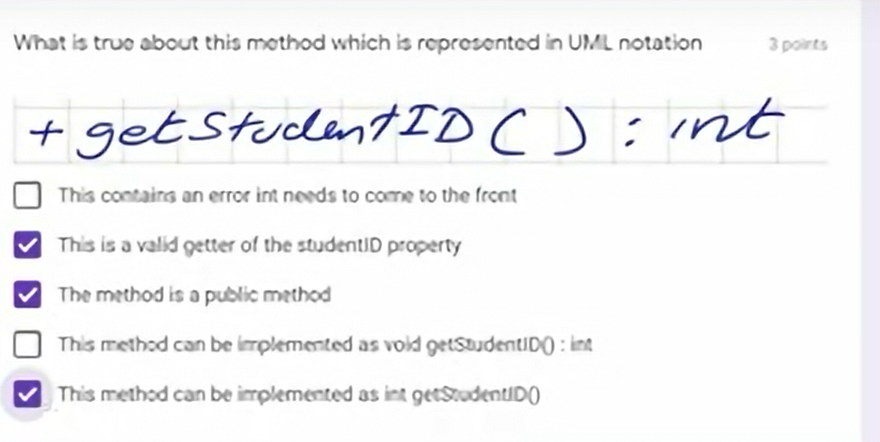 What is true about this method which is represented in UML notation
3 points
+ getStudentID ( ) : int
This contains an error int needs to come to the front
This is a valid getter of the studentID property
The method is a public method
This method can be implemented as void getStudentID() : int
This method can be implemented as int getStudentID()